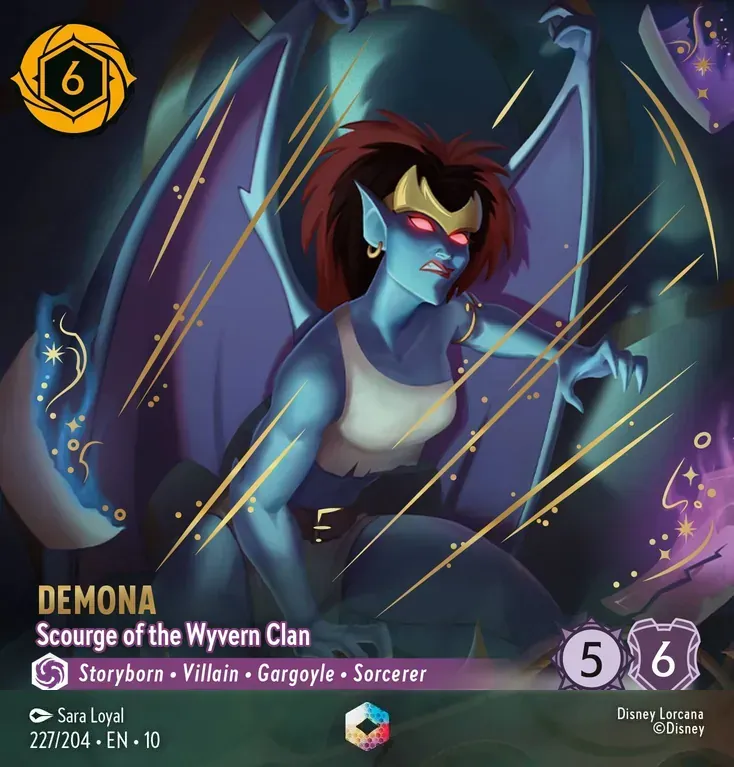 6
DEMONA
Scourge of the Wyvern Clan
Storyborn • Villain • Gargoyle • Sorcerer
5 6
Sara Loyal
227/204 • EN • 10
Disney Lorcana
©Disney